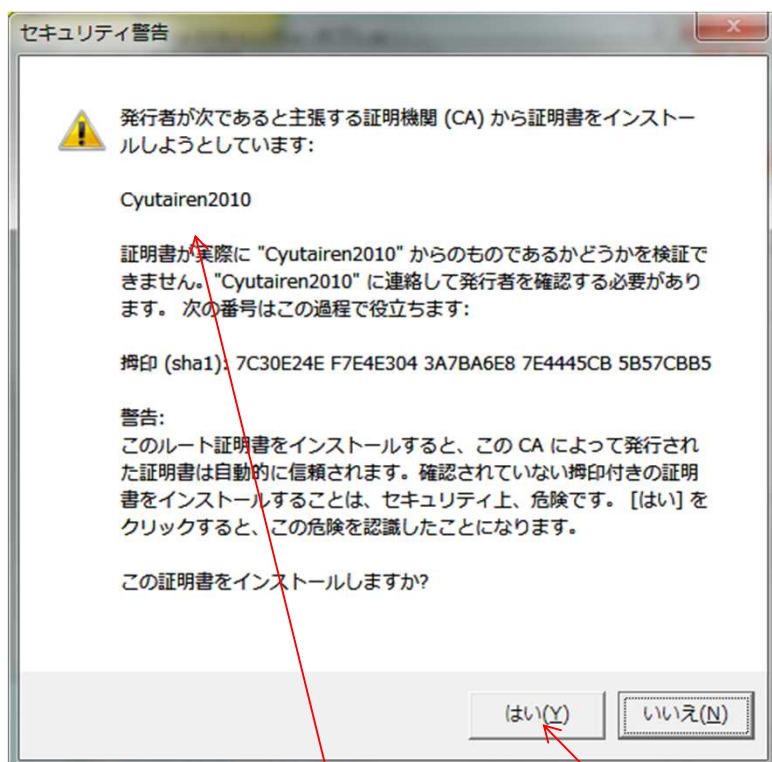 セキュリティ警告
発行者が次であると主張する証明機関 (CA) から証明書をインストー
ルしようとしています:
Cyutairen2010
証明書が実際に "Cyutairen2010" からのものであるかどうかを検証で
きません。"Cyutairen2010" に連絡して発行者を確認する必要があり
ます。 次の番号はこの過程で役立ちます:
拇印 (sha1): 7C30E24E F7E4E304 3A7BA6E8 7E4445CB 5B57CBB5
警告:
このルート証明書をインストールすると、この CA によって発行され
た証明書は自動的に信頼されます。確認されていない拇印付きの証明
書をインストールすることは、セキュリティ上、危険です。 [はい] を
クリックすると、この危険を認識したことになります。
この証明書をインストールしますか?
はい(Y)
いいえ(N)